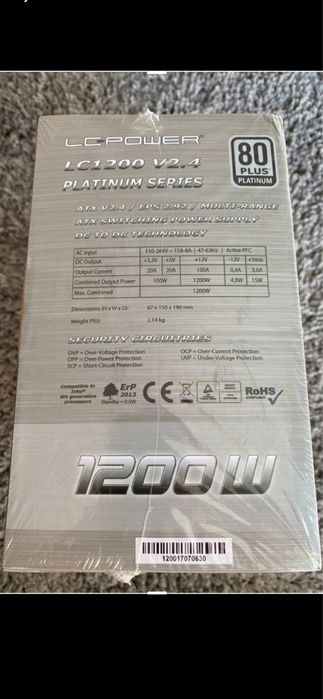 LC-POWER
LC1200 V2.4
PLATINUM SERIES
80
PLUS
PLATINUM
ATX V2.4 / EPS 2.92 / MULTI-RANGE
ATX SWITCHING POWER SUPPLY
DC TO DC TECHNOLOGY
AC Input 110-264V ~ 15A-8A 47-63Hz Active PFC
DC Output +3,3V +5V +12V -12V +5Vsb
Output Current 20A 20A 100A 0,4A 3,0A
Combined Output Power 100W 1200W 4,8W 15W
Max. Combined 1200W
Dimensions (H x W x D): 87 x 150 x 190 mm
Weight PSU: 2,14 kg
SECURITY CIRCUITRIES
OVP = Over-Voltage Protection OCP = Over-Current Protection
OPP = Over-Power Protection UVP = Under-Voltage Protection
SCP = Short-Circuit Protection
Compatible to
Intel®
4th generation
processors
ErP
2013
Standby < 0.5W
CE
RoHS
COMPLIANT
1200 W
120017070630